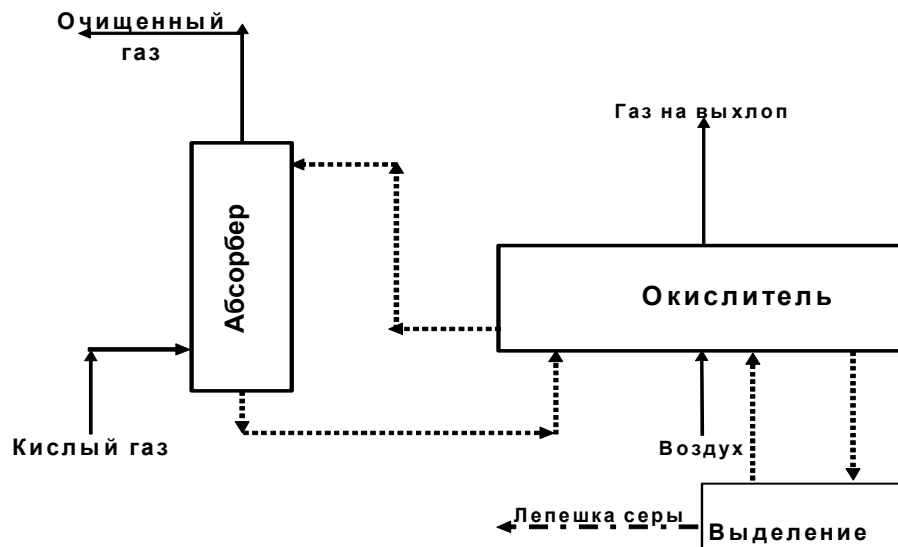 Очищенный
газ
Газ на выхлоп
Абсорбер
Окислитель
Кислый газ
Воздух
Лепешка серы
Выделение